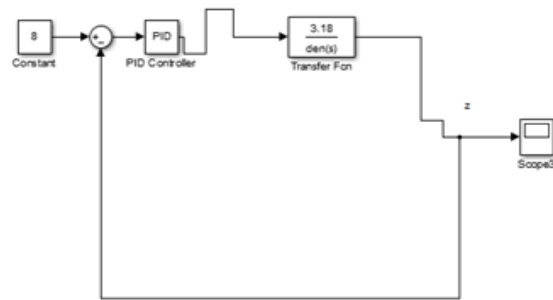 8
Constant
+
−
PID
PID Controller
3.18
den(s)
Transfer Fcn
z
Scope3